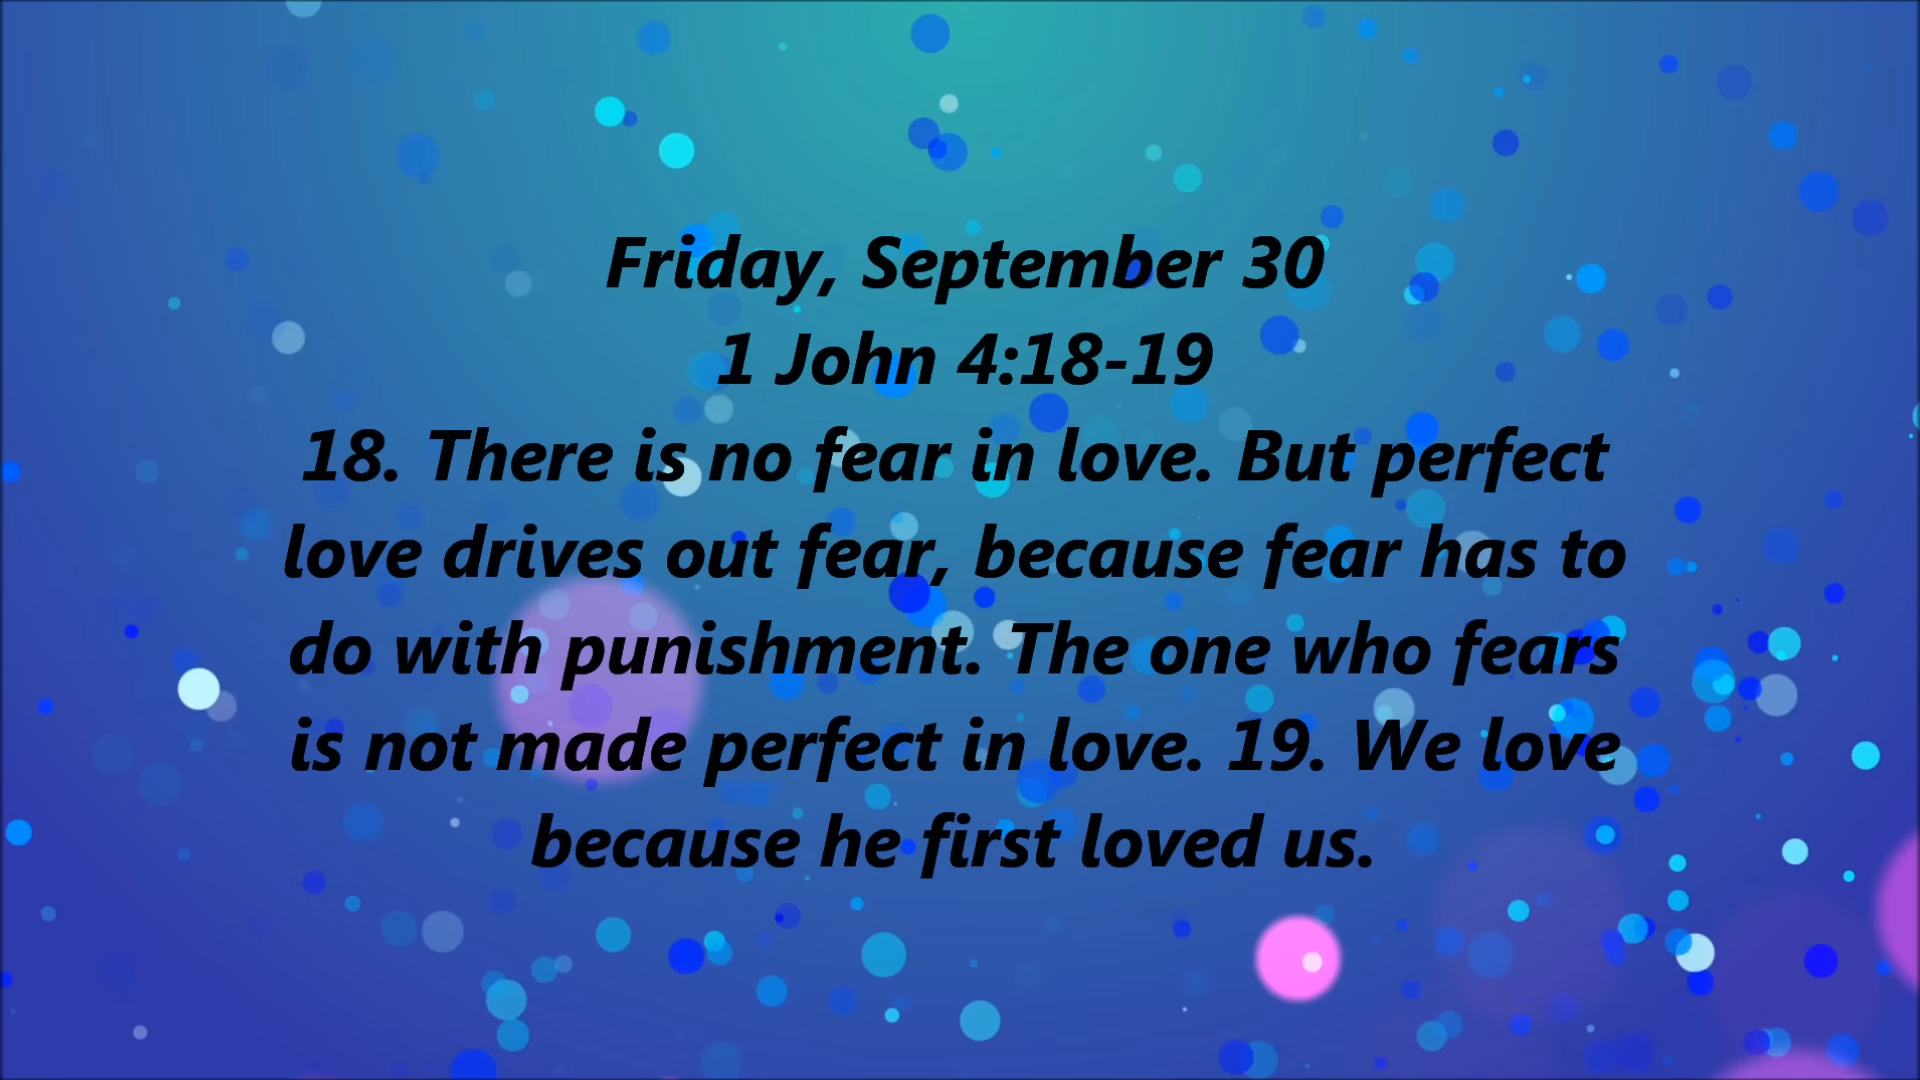 Friday, September 30
1 John 4:18-19
18. There is no fear in love. But perfect
love drives out fear, because fear has to
do with punishment. The one who fears
is not made perfect in love. 19. We love
because he first loved us.